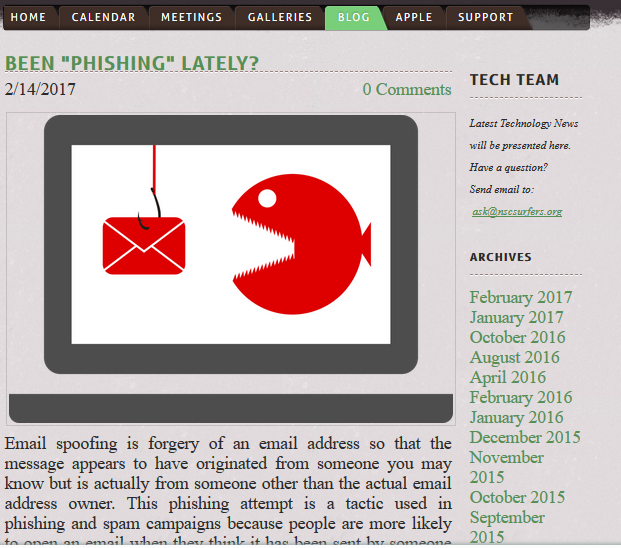 HOME CALENDAR MEETINGS GALLERIES BLOG APPLE SUPPORT
BEEN "PHISHING" LATELY?
2/14/2017 0 Comments
Email spoofing is forgery of an email address so that the
message appears to have originated from someone you may
know but is actually from someone other than the actual email
address owner. This phishing attempt is a tactic used in
phishing and spam campaigns because people are more likely
to open an email when they think it has been sent by someone
TECH TEAM
Latest Technology News
will be presented here.
Have a question?
Send email to:
ask@nscsurfers.org
ARCHIVES
February 2017
January 2017
October 2016
August 2016
April 2016
February 2016
January 2016
December 2015
November
2015
October 2015
September
2015